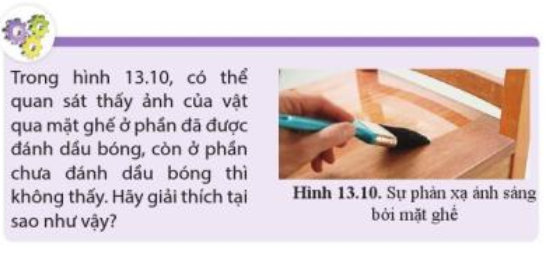 Trong hình 13.10, có thể
quan sát thấy ảnh của vật
qua mặt ghế ở phần đã được
đánh dầu bóng, còn ở phần
chưa đánh dầu bóng thì
không thấy. Hãy giải thích tại
sao như vậy?
Hình 13.10. Sự phản xạ ánh sáng
bởi mặt ghế